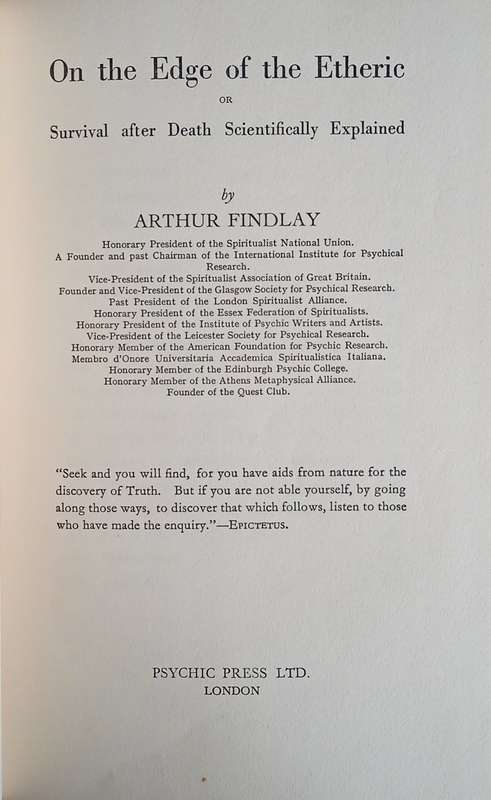 On the Edge of the Etheric
OR
Survival after Death Scientifically Explained
by
ARTHUR FINDLAY
Honorary President of the Spiritualist National Union.
A Founder and past Chairman of the International Institute for Psychical
Research.
Vice-President of the Spiritualist Association of Great Britain.
Founder and Vice-President of the Glasgow Society for Psychical Research.
Past President of the London Spiritualist Alliance.
Honorary President of the Essex Federation of Spiritualists.
Honorary President of the Institute of Psychic Writers and Artists.
Vice-President of the Leicester Society for Psychical Research.
Honorary Member of the American Foundation for Psychic Research.
Membro d'Onore Universitaria Accademica Spiritualistica Italiana.
Honorary Member of the Edinburgh Psychic College.
Honorary Member of the Athens Metaphysical Alliance.
Founder of the Quest Club.
“Seek and you will find, for you have aids from nature for the
discovery of Truth. But if you are not able yourself, by going
along those ways, to discover that which follows, listen to those
who have made the enquiry.”—EPICTETUS.
PSYCHIC PRESS LTD.
LONDON